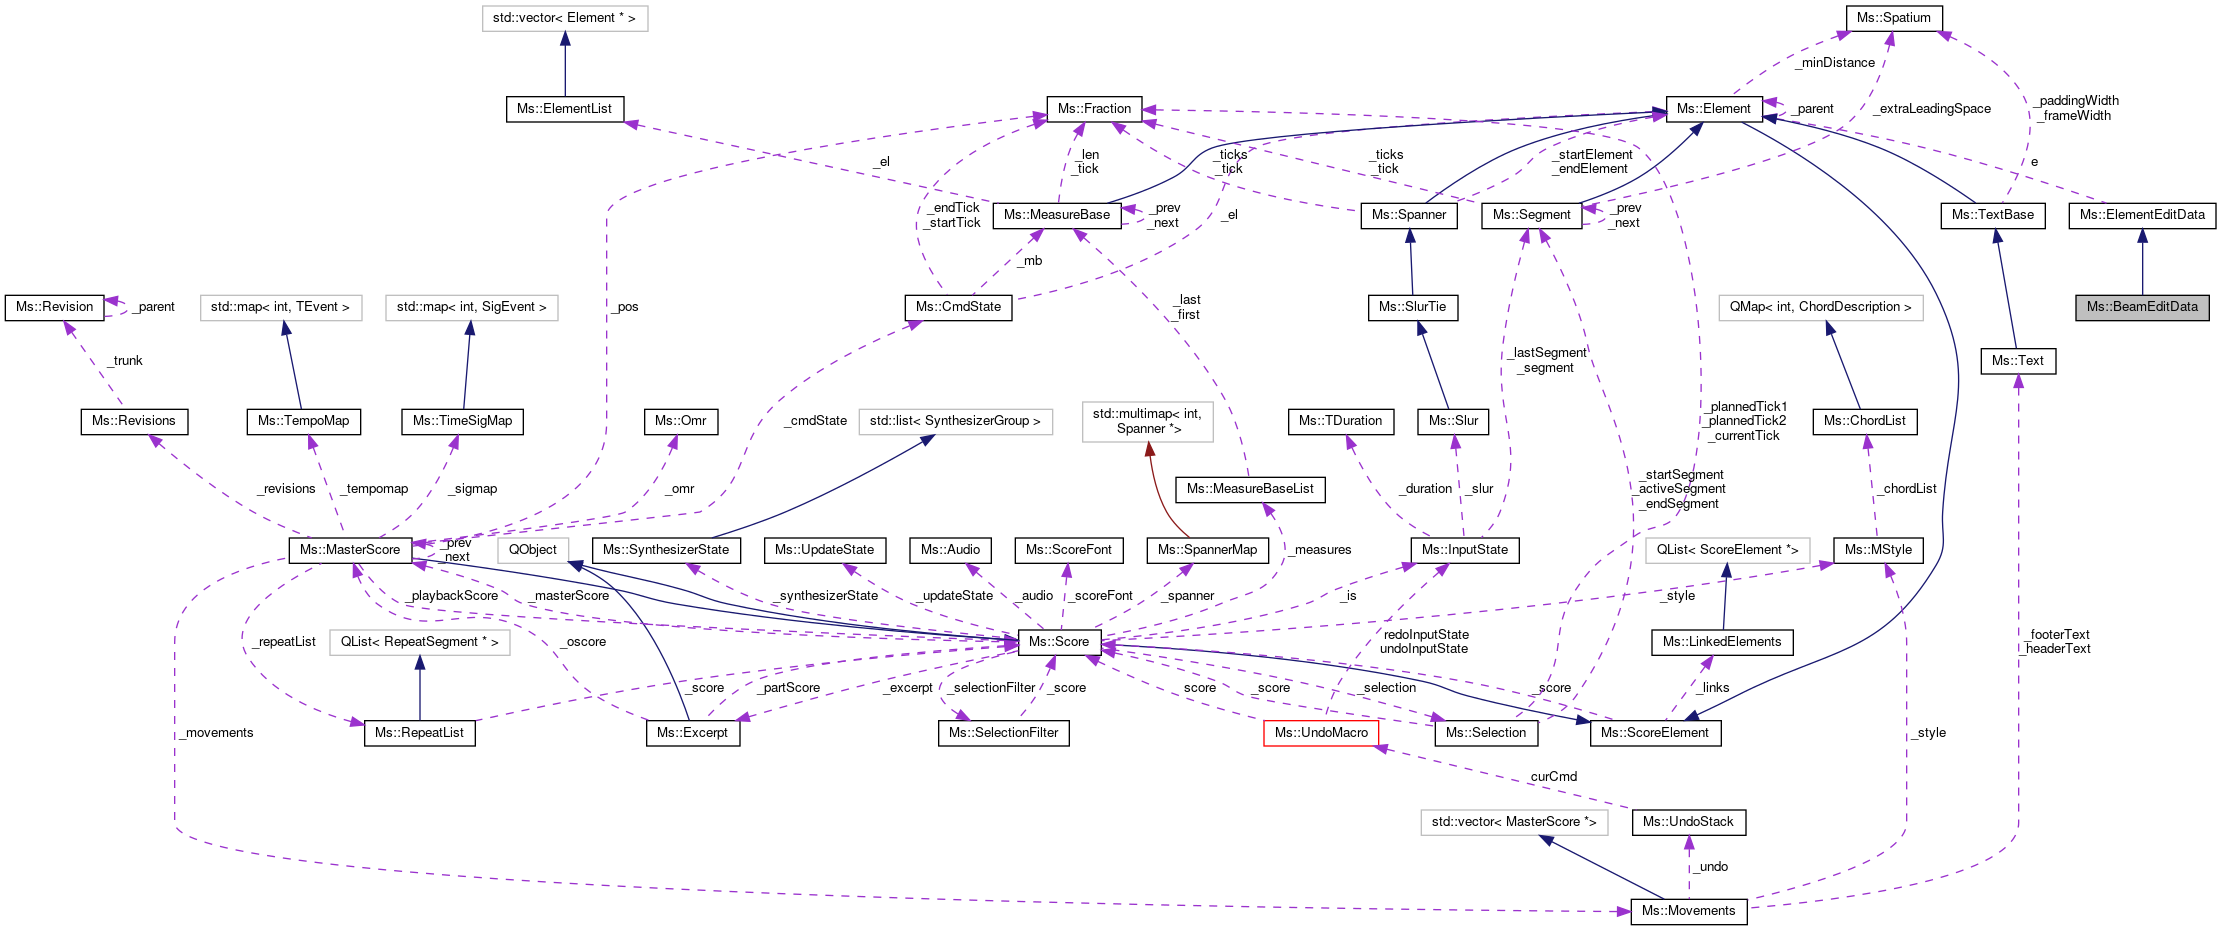 std::vector< Element * >
Ms::Spatium
_minDistance
Ms::ElementList
Ms::Fraction
Ms::Element
_parent
_extraLeadingSpace
_paddingWidth
_frameWidth
_el
_len
_tick
_ticks
_tick
_startElement
_endElement
_ticks
_tick
e
_endTick
_startTick
Ms::MeasureBase
_prev
_next
_el
Ms::Spanner
Ms::Segment
_prev
_next
Ms::TextBase
Ms::ElementEditData
_mb
Ms::Revision
_parent
std::map< int, TEvent >
std::map< int, SigEvent >
_pos
Ms::CmdState
_last
_first
Ms::SlurTie
QMap< int, ChordDescription >
Ms::BeamEditData
_trunk
_lastSegment
_segment
Ms::Text
Ms::Revisions
Ms::TempoMap
Ms::TimeSigMap
Ms::Omr
_cmdState
std::list< SynthesizerGroup >
std::multimap< int,
Spanner *>
Ms::TDuration
Ms::Slur
_plannedTick1
_plannedTick2
_currentTick
Ms::ChordList
_revisions
_tempomap
_sigmap
_omr
Ms::MeasureBaseList
_duration
_slur
_startSegment
_activeSegment
_endSegment
_chordList
Ms::MasterScore
_prev
_next
QObject
Ms::SynthesizerState
Ms::UpdateState
Ms::Audio
Ms::ScoreFont
Ms::SpannerMap
_measures
Ms::InputState
QList< ScoreElement *>
Ms::MStyle
_playbackScore
_masterScore
_synthesizerState
_updateState
_audio
_scoreFont
_spanner
_is
_style
_repeatList
QList< RepeatSegment * >
_oscore
Ms::Score
redoInputState
undoInputState
Ms::LinkedElements
_footerText
_headerText
_score
_partScore
_excerpt
_selectionFilter
_score
score
_score
_selection
_score
_links
_movements
Ms::RepeatList
Ms::Excerpt
Ms::SelectionFilter
Ms::UndoMacro
Ms::Selection
Ms::ScoreElement
_style
curCmd
std::vector< MasterScore *>
Ms::UndoStack
_undo
Ms::Movements